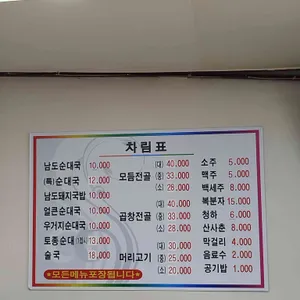 차림표
남도순대국 10,000
(특)순대국 12,000
남도돼지국밥 10,000
얼큰순대국 10,000
우거지순대국 10,000
토종순대 13,000
술국 18,000
모듬전골 (대) 40,000
(중) 33,000
(소) 28,000
곱창전골 (대) 40,000
(중) 33,000
(소) 28,000
머리고기 (대) 30,000
(중) 25,000
(소) 20,000
소주 5,000
맥주 5,000
백세주 8,000
복분자 15,000
청하 6,000
산사춘 8,000
막걸리 4,000
음료수 2,000
공기밥 1,000
★모든메뉴포장됩니다★